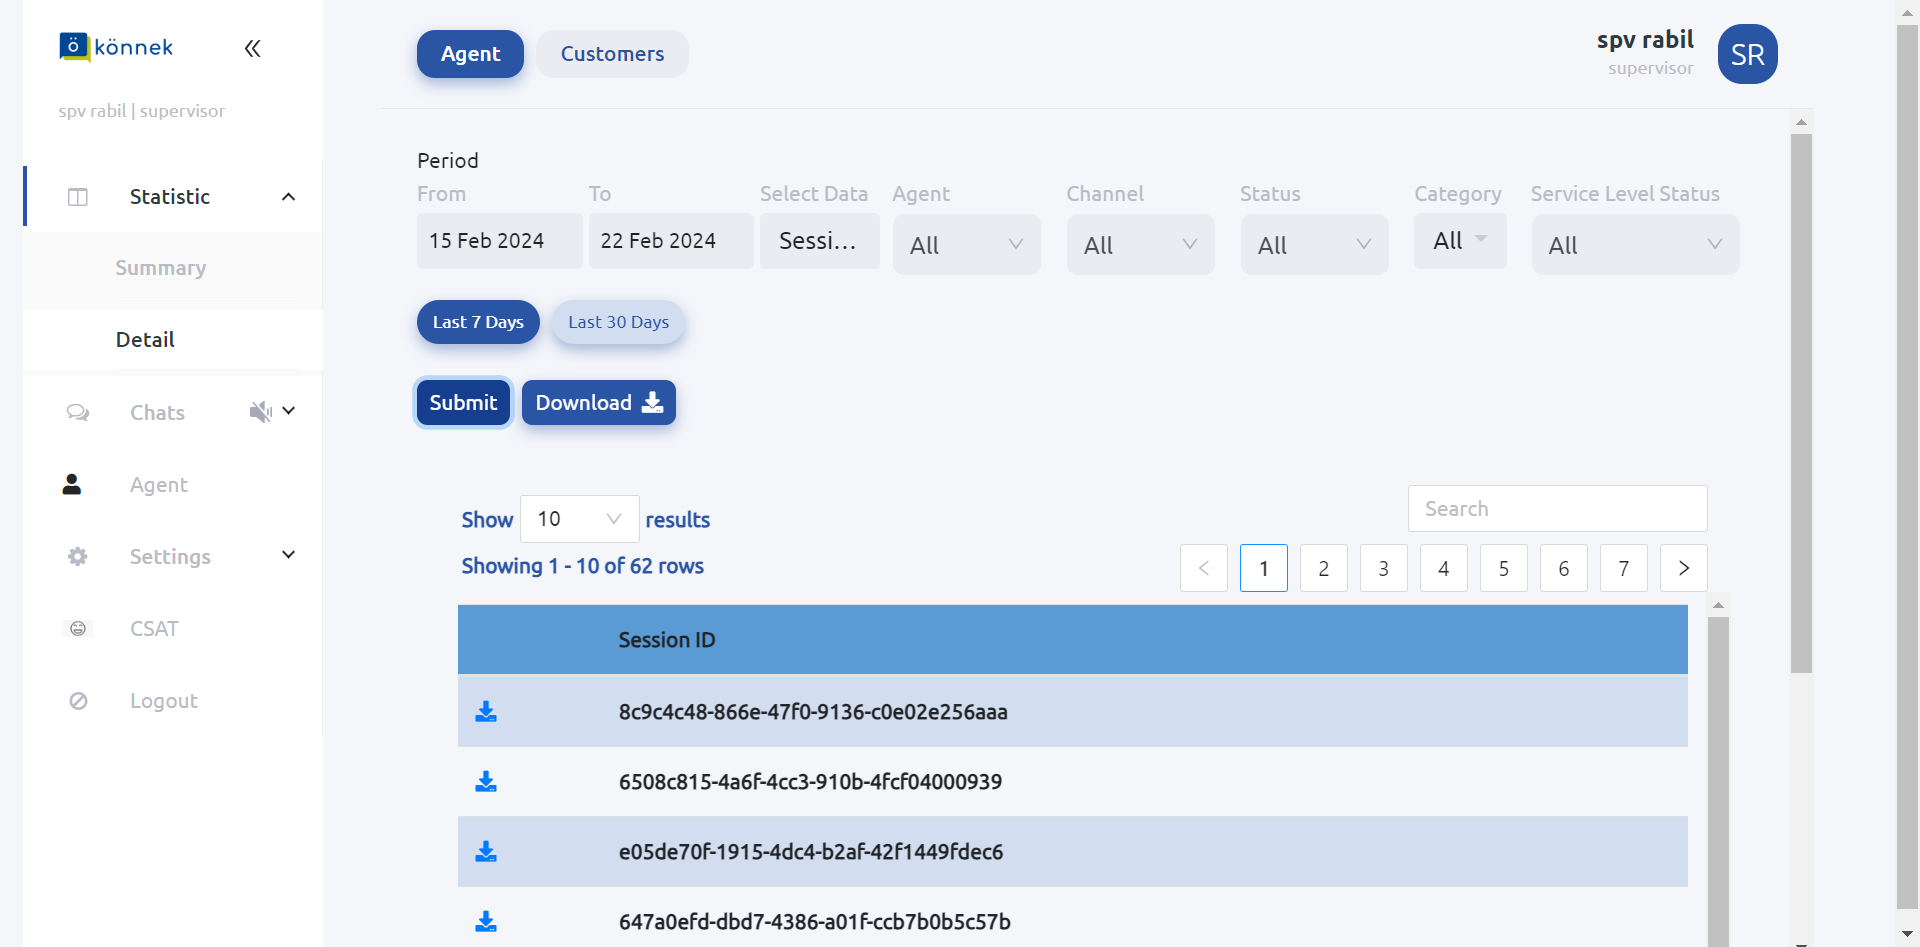 ö könnek
spv rabil | supervisor
Statistic
Summary
Detail
Chats
Agent
Settings
CSAT
Logout
Agent
Customers
spv rabil
supervisor
SR
Period
From To Select Data Agent Channel Status Category Service Level Status
15 Feb 2024 22 Feb 2024 Sessi... All All All All All
Last 7 Days Last 30 Days
Submit Download
Show 10 results
Search
Showing 1 - 10 of 62 rows
< 1 2 3 4 5 6 7 >
Session ID
8c9c4c48-866e-47f0-9136-c0e02e256aaa
6508c815-4a6f-4cc3-910b-4fcf04000939
e05de70f-1915-4dc4-b2af-42f1449fdec6
647a0efd-dbd7-4386-a01f-ccb7b0b5c57b